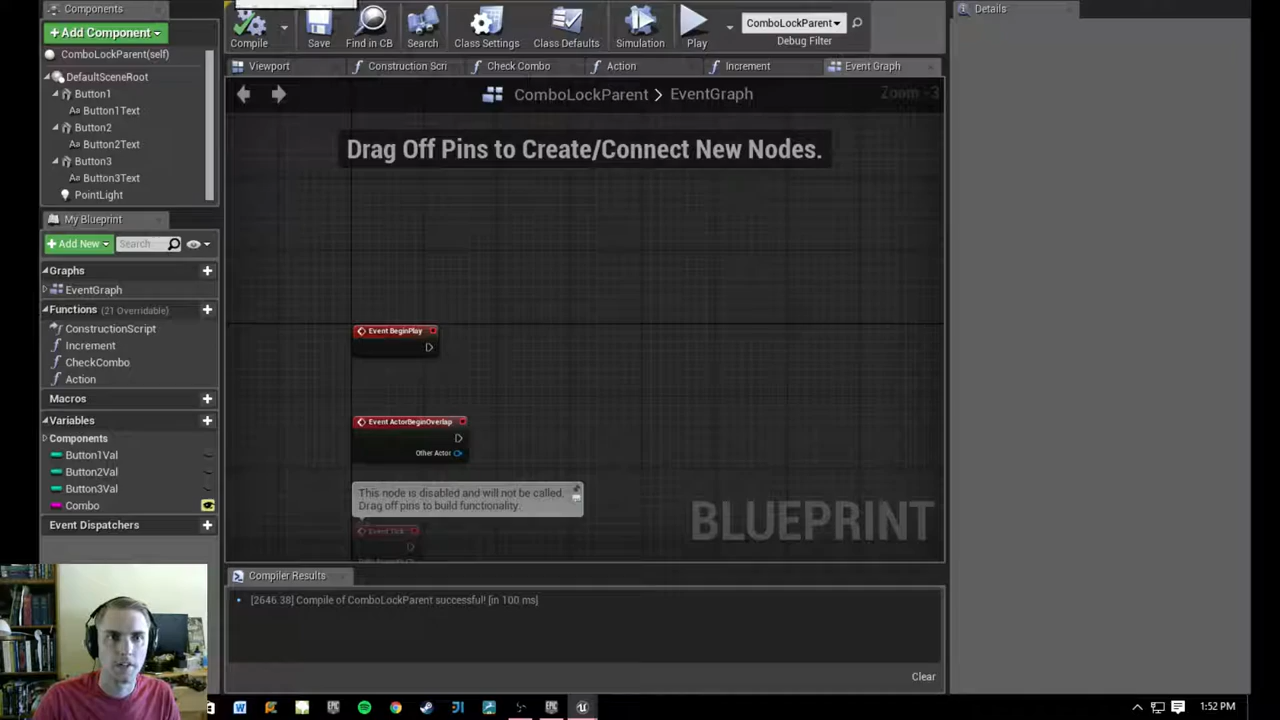 Components
Details
+ Add Component
Compile
Save
Find in CB
Search
Class Settings
Class Defaults
Simulation
Play
ComboLockParent
Debug Filter
ComboLockParent(self)
Viewport
Construction Scri
Check Combo
Action
Increment
Event Graph
DefaultSceneRoot
Button1
Button1Text
Button2
Button2Text
Button3
Button3Text
PointLight
ComboLockParent > EventGraph
Zoom -3
Drag Off Pins to Create/Connect New Nodes.
My Blueprint
+ Add New
Search
Graphs
EventGraph
Functions (21 Overridable)
ConstructionScript
Increment
CheckCombo
Action
Macros
Variables
Components
Button1Val
Button2Val
Button3Val
Combo
Event Dispatchers
Event BeginPlay
Event ActorBeginOverlap
Other Actor
This node is disabled and will not be called.
Drag off pins to build functionality.
Event Tick
BLUEPRINT
Compiler Results
[2646.38] Compile of ComboLockParent successful! [in 100 ms]
Clear
1:52 PM